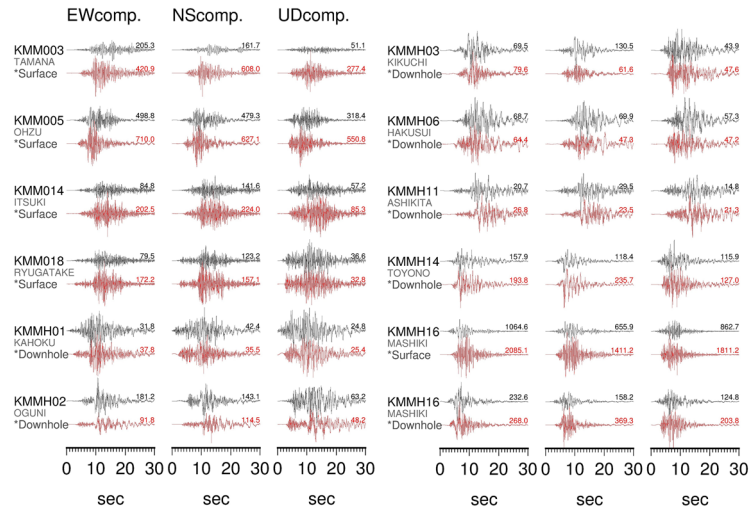 EWcomp. NScomp. UDcomp.
KMM003 205.3 161.7 51.1
TAMANA
*Surface 420.9 608.0 277.4
KMM005 498.8 479.3 318.4
OHZU
*Surface 710.0 627.1 550.8
KMM014 84.8 141.6 57.2
ITSUKI
*Surface 202.5 224.0 85.3
KMM018 79.5 123.2 36.6
RYUGATAKE
*Surface 172.2 157.1 32.8
KMMH01 31.8 42.4 24.8
KAHOKU
*Downhole 37.8 35.5 25.4
KMMH02 181.2 143.1 63.2
OGUNI
*Downhole 91.8 114.5 48.2
0 10 20 30 0 10 20 30 0 10 20 30
sec sec sec
KMMH03 69.5 130.5 43.9
KIKUCHI
*Downhole 79.6 61.6 47.6
KMMH06 68.7 69.9 57.3
HAKUSUI
*Downhole 64.4 47.3 47.2
KMMH11 20.7 29.5 14.8
ASHIKITA
*Downhole 26.8 23.5 21.3
KMMH14 157.9 118.4 115.9
TOYONO
*Downhole 193.8 235.7 127.0
KMMH16 1064.6 655.9 862.7
MASHIKI
*Surface 2085.1 1411.2 1811.2
KMMH16 232.6 158.2 124.8
MASHIKI
*Downhole 268.0 369.3 203.8
0 10 20 30 0 10 20 30 0 10 20 30
sec sec sec